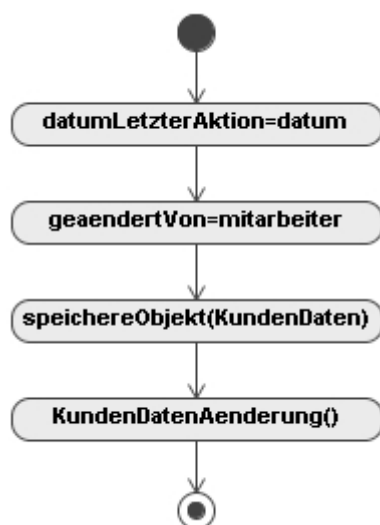 datumLetzterAktion=datum
geaendertVon=mitarbeiter
speichereObjekt(KundenDaten)
KundenDatenAenderung()